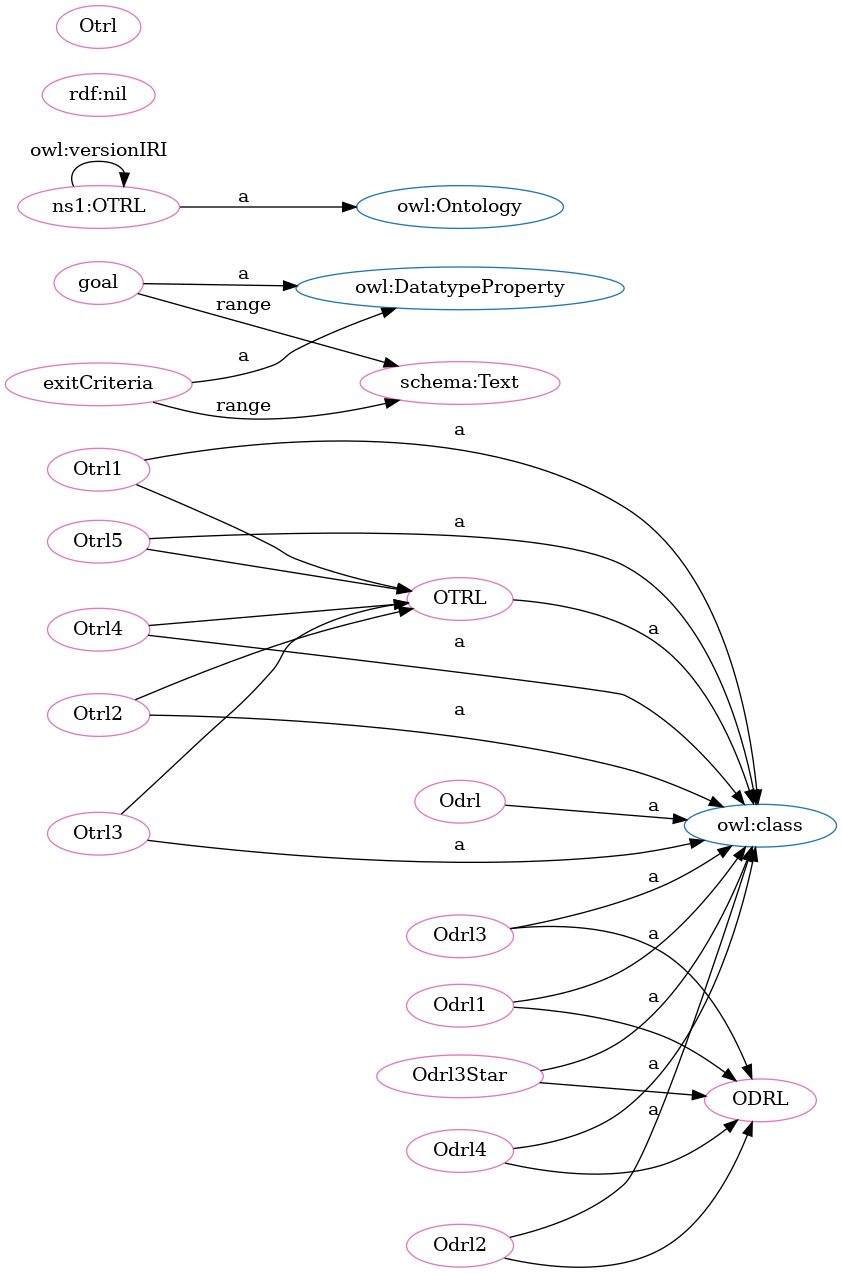 Otrl
rdf:nil
owl:versionIRI
ns1:OTRL
a
owl:Ontology
goal
a
owl:DatatypeProperty
range
a
exitCriteria
schema:Text
range
a
Otrl1
a
Otrl5
OTRL
Otrl4
a
a
Otrl2
a
Odrl
a
owl:class
Otrl3
a
a
Odrl3
a
Odrl1
a
Odrl3Star
a
ODRL
a
Odrl4
Odrl2